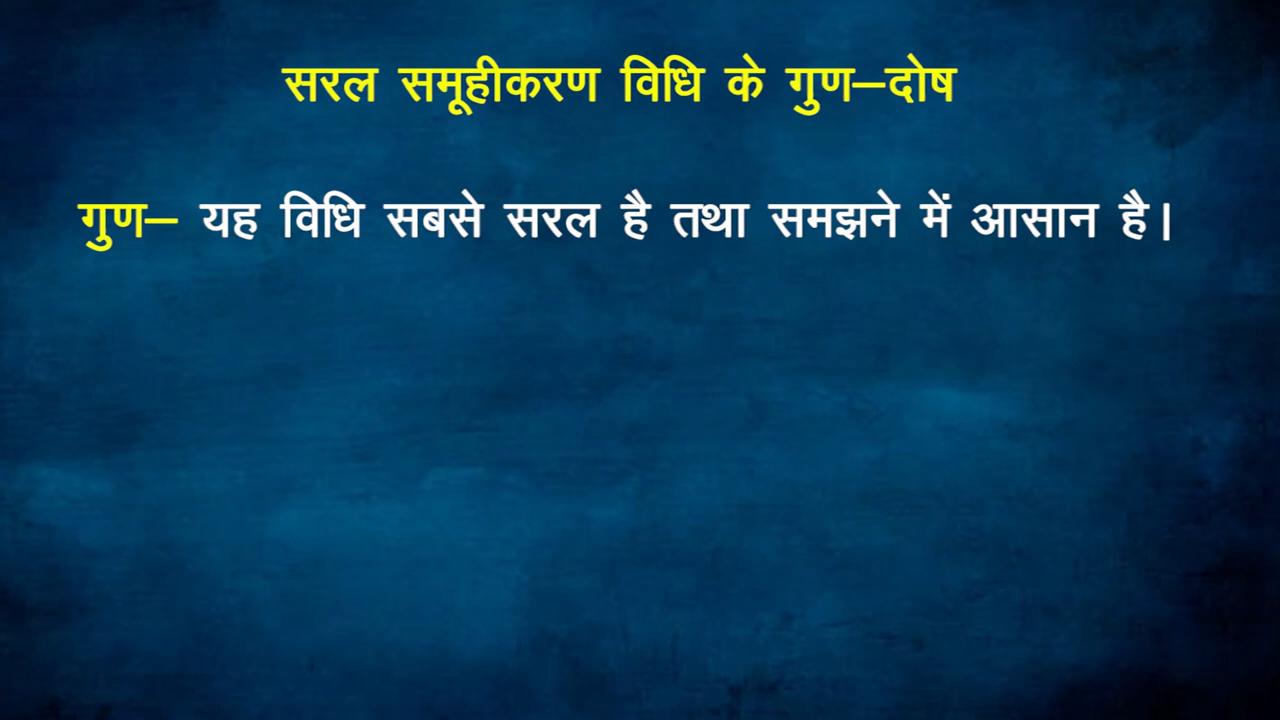 सरल समूहीकरण विधि के गुण–दोष
गुण– यह विधि सबसे सरल है तथा समझने में आसान है।